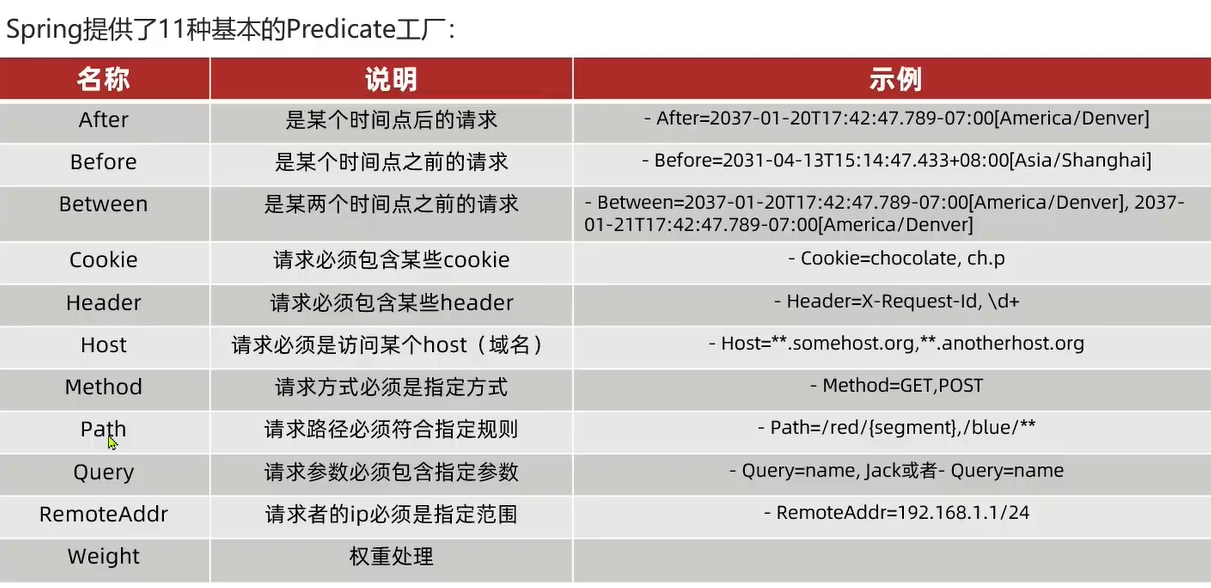 Spring提供了11种基本的Predicate工厂：
名称 说明 示例
After 是某个时间点后的请求 - After=2037-01-20T17:42:47.789-07:00[America/Denver]
Before 是某个时间点之前的请求 - Before=2031-04-13T15:14:47.433+08:00[Asia/Shanghai]
Between 是某两个时间点之前的请求 - Between=2037-01-20T17:42:47.789-07:00[America/Denver], 2037-
01-21T17:42:47.789-07:00[America/Denver]
Cookie 请求必须包含某些cookie - Cookie=chocolate, ch.p
Header 请求必须包含某些header - Header=X-Request-Id, \d+
Host 请求必须是访问某个host（域名） - Host=**.somehost.org,**.anotherhost.org
Method 请求方式必须是指定方式 - Method=GET,POST
Path 请求路径必须符合指定规则 - Path=/red/{segment},/blue/**
Query 请求参数必须包含指定参数 - Query=name, Jack或者- Query=name
RemoteAddr 请求者的ip必须是指定范围 - RemoteAddr=192.168.1.1/24
Weight 权重处理